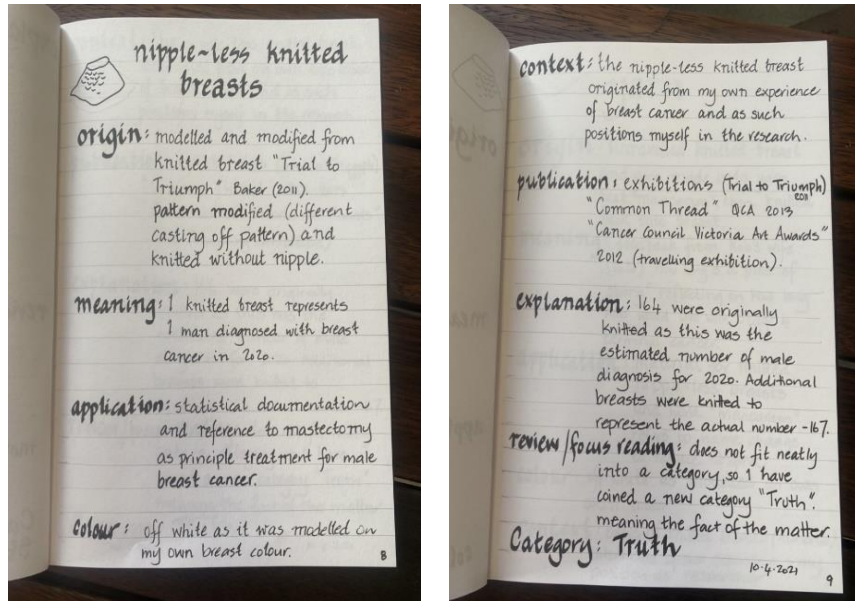 nipple-less knitted
breasts
origin: modelled and modified from
knitted breast "Trial to
Triumph" Baker (2011).
pattern modified (different
casting off pattern) and
knitted without nipple.
meaning: 1 knitted breast represents
1 man diagnosed with breast
cancer in 2020.
application: statistical documentation
and reference to mastectomy
as principle treatment for male
breast cancer.
colour: off white as it was modelled on
my own breast colour.
8
context: the nipple-less knitted breast
originated from my own experience
of breast cancer and as such
positions myself in the research.
publication: exhibitions (Trial to Triumph)
2011
"Common Thread" QCA 2013
"Cancer Council Victoria Art Awards"
2012 (travelling exhibition).
explanation: 164 were originally
knitted as this was the
estimated number of male
diagnosis for 2020. Additional
breasts were knitted to
represent the actual number -167.
review/focus reading: does not fit neatly
into a category, so I have
coined a new category "Truth".
meaning the fact of the matter.
Category: Truth
10-4-2021
9